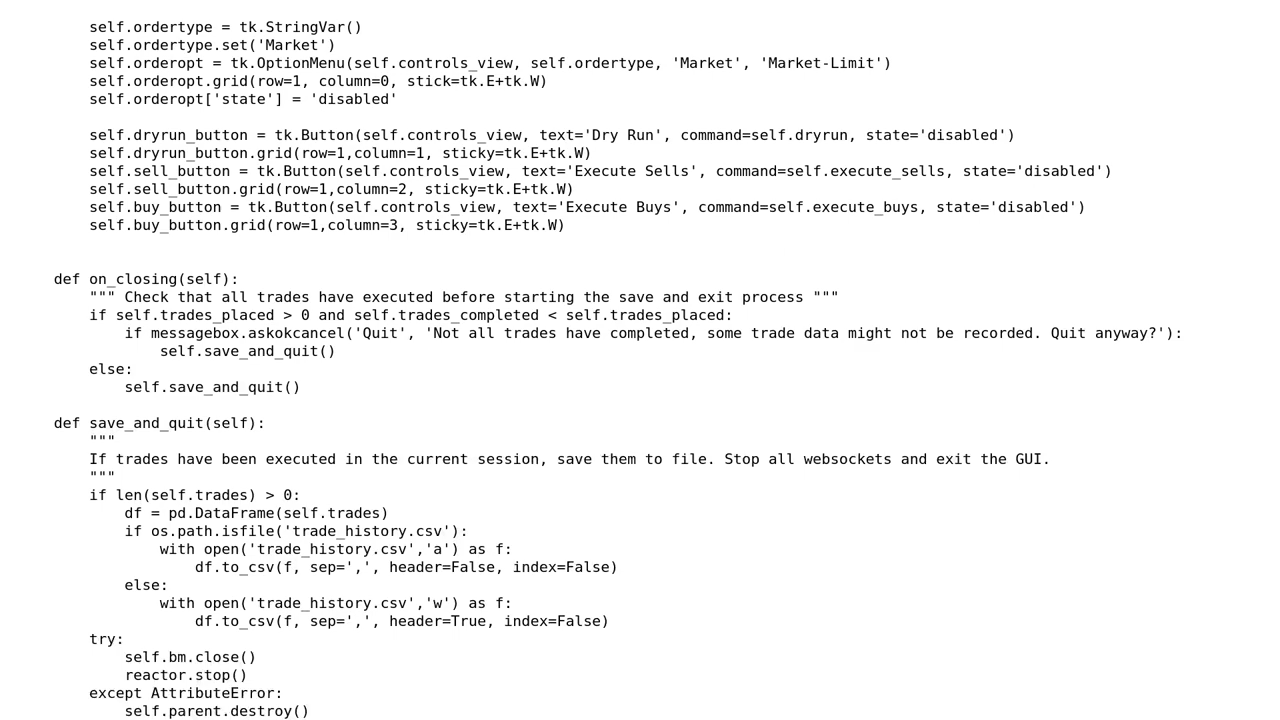 self.ordertype = tk.StringVar()
        self.ordertype.set('Market')
        self.orderopt = tk.OptionMenu(self.controls_view, self.ordertype, 'Market', 'Market-Limit')
        self.orderopt.grid(row=1, column=0, stick=tk.E+tk.W)
        self.orderopt['state'] = 'disabled'

        self.dryrun_button = tk.Button(self.controls_view, text='Dry Run', command=self.dryrun, state='disabled')
        self.dryrun_button.grid(row=1,column=1, sticky=tk.E+tk.W)
        self.sell_button = tk.Button(self.controls_view, text='Execute Sells', command=self.execute_sells, state='disabled')
        self.sell_button.grid(row=1,column=2, sticky=tk.E+tk.W)
        self.buy_button = tk.Button(self.controls_view, text='Execute Buys', command=self.execute_buys, state='disabled')
        self.buy_button.grid(row=1,column=3, sticky=tk.E+tk.W)


    def on_closing(self):
        """ Check that all trades have executed before starting the save and exit process """
        if self.trades_placed > 0 and self.trades_completed < self.trades_placed:
            if messagebox.askokcancel('Quit', 'Not all trades have completed, some trade data might not be recorded. Quit anyway?'):
                self.save_and_quit()
        else:
            self.save_and_quit()

    def save_and_quit(self):
        """
        If trades have been executed in the current session, save them to file. Stop all websockets and exit the GUI.
        """
        if len(self.trades) > 0:
            df = pd.DataFrame(self.trades)
            if os.path.isfile('trade_history.csv'):
                with open('trade_history.csv','a') as f:
                    df.to_csv(f, sep=',', header=False, index=False)
            else:
                with open('trade_history.csv','w') as f:
                    df.to_csv(f, sep=',', header=True, index=False)
        try:
            self.bm.close()
            reactor.stop()
        except AttributeError:
            self.parent.destroy()